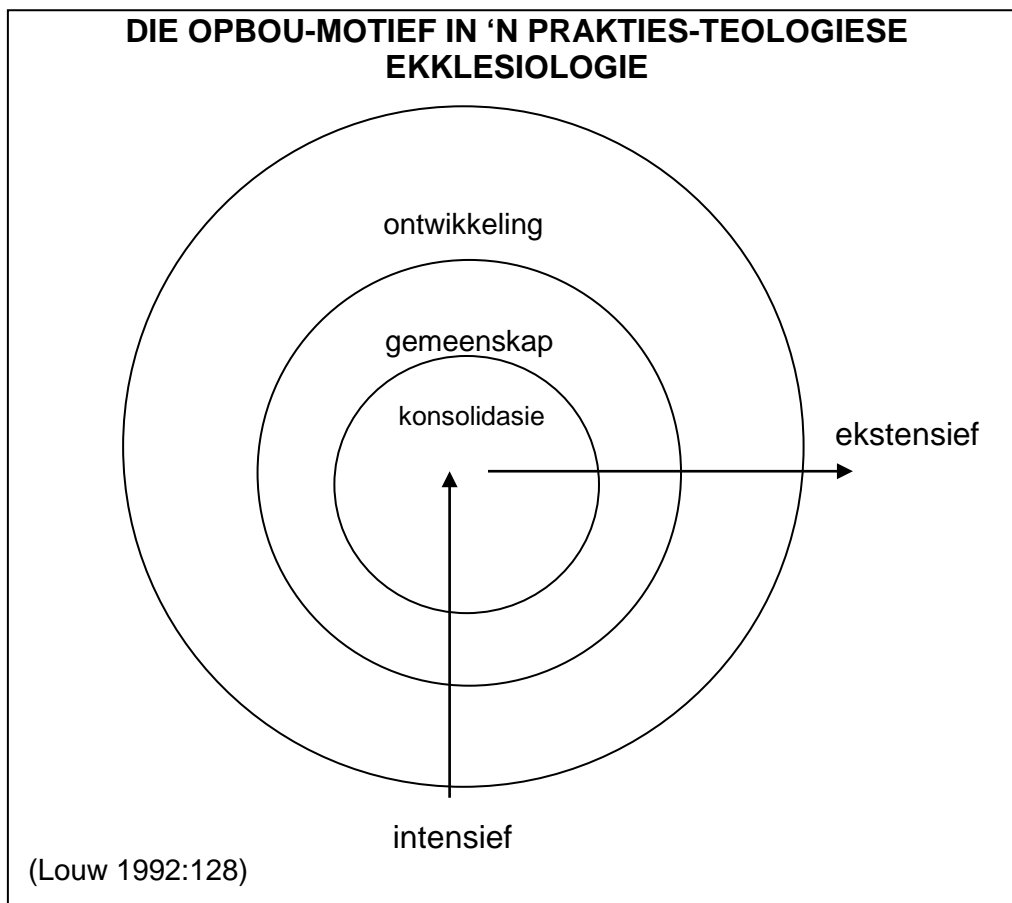 DIE OPBOU-MOTIEF IN ‘N PRAKTIES-TEOLOGIESE
EKKLESIOLOGIE
ontwikkeling
gemeenskap
konsolidasie
ekstensief
intensief
(Louw 1992:128)